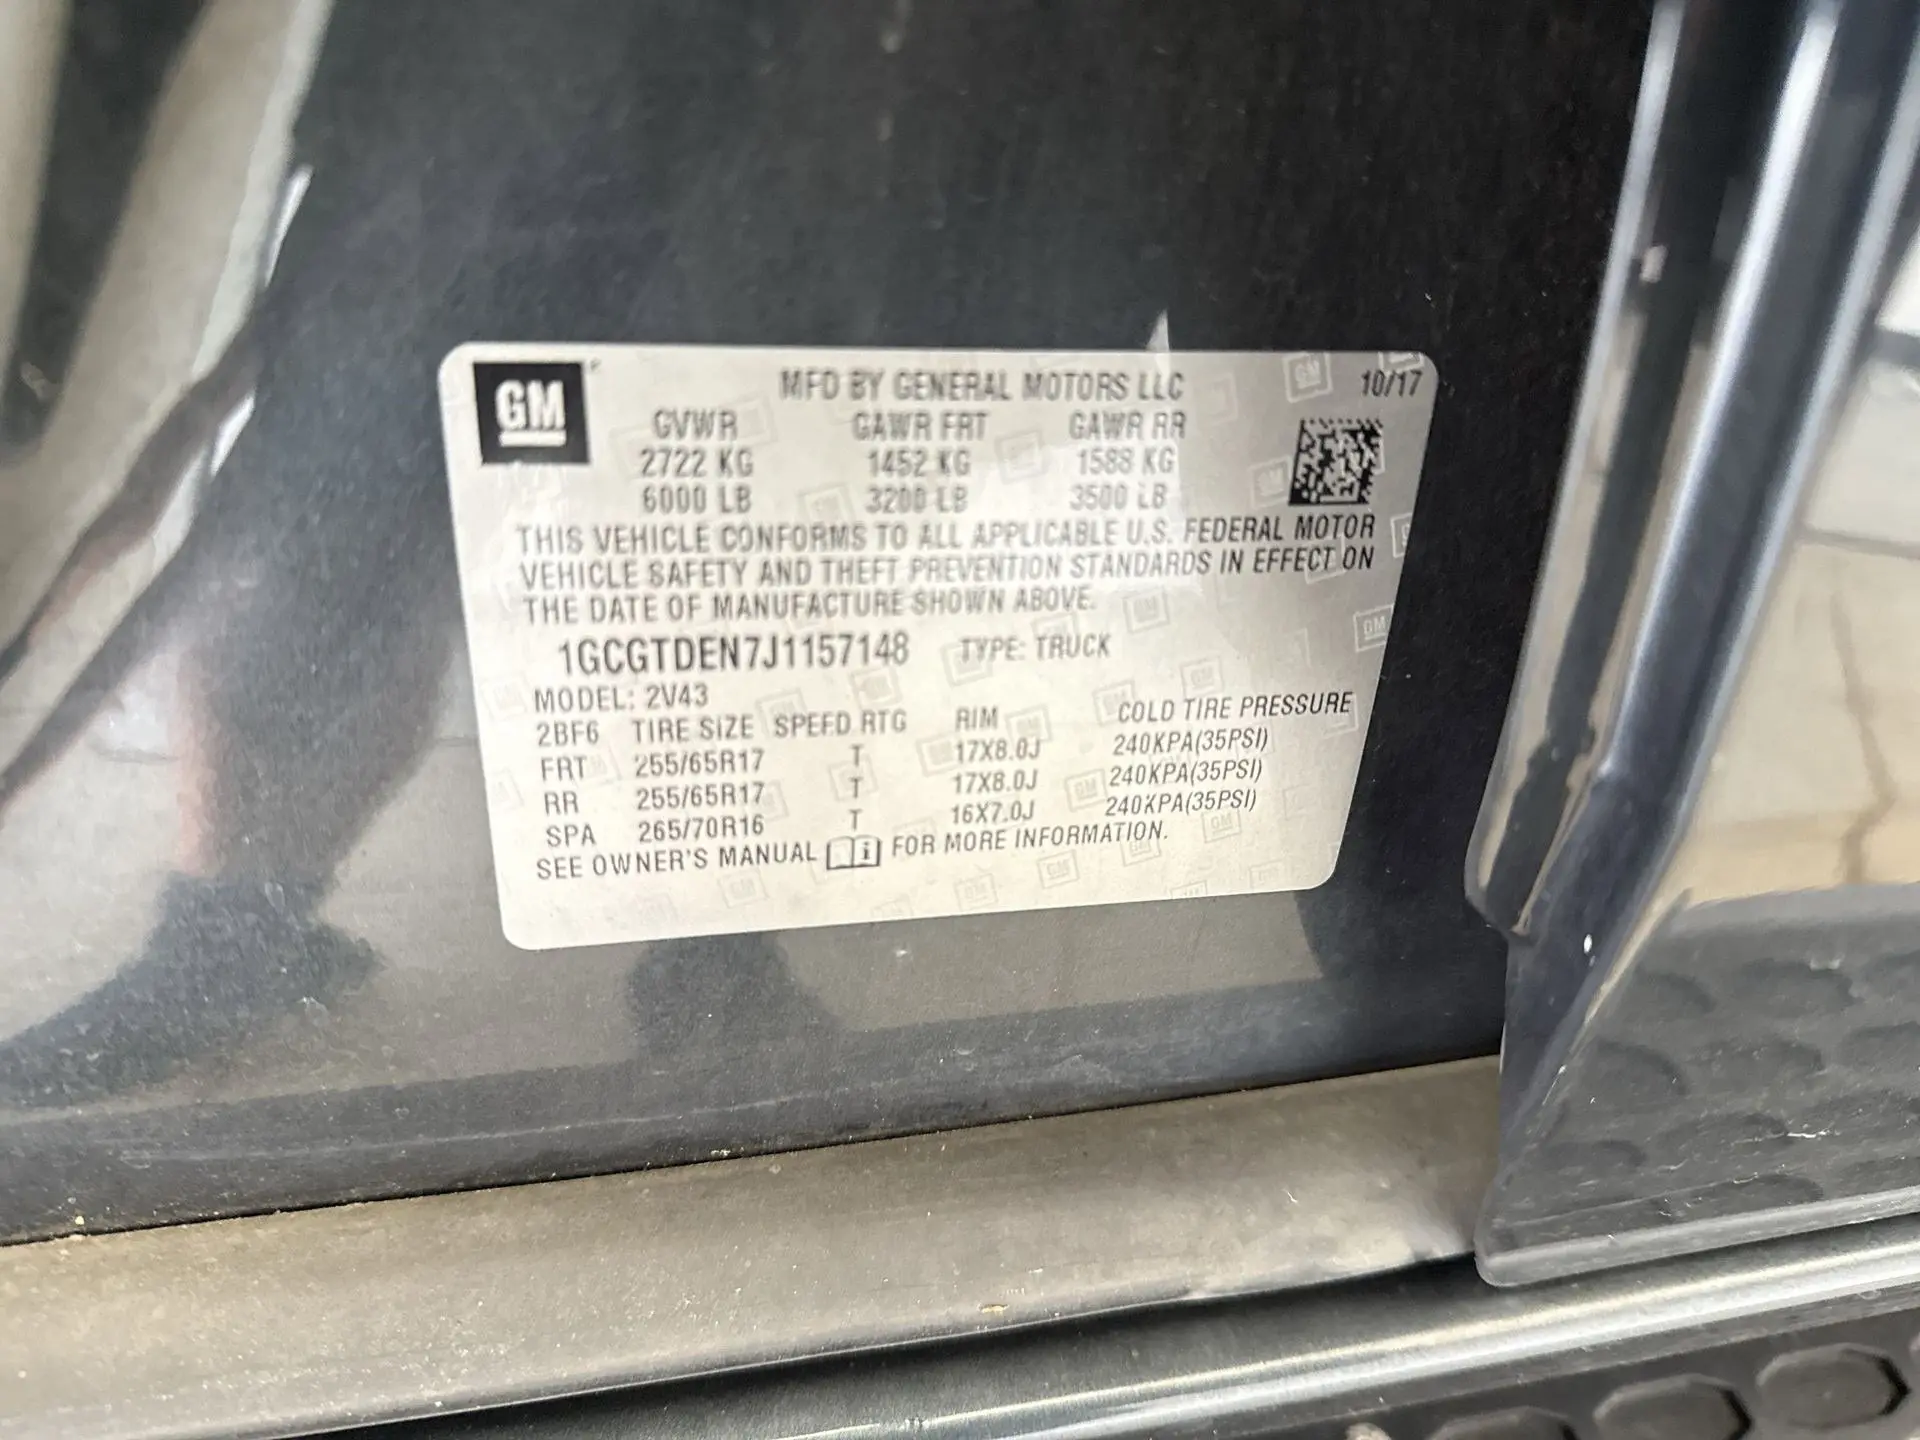 GM
MFD BY GENERAL MOTORS LLC 10/17
GVWR GAWR FRT GAWR RR
2722 KG 1452 KG 1588 KG
6000 LB 3200 LB 3500 LB
THIS VEHICLE CONFORMS TO ALL APPLICABLE U.S. FEDERAL MOTOR
VEHICLE SAFETY AND THEFT PREVENTION STANDARDS IN EFFECT ON
THE DATE OF MANUFACTURE SHOWN ABOVE.
1GCGTDEN7J1157148 TYPE: TRUCK
MODEL: 2V43
2BF6 TIRE SIZE SPEED RTG RIM COLD TIRE PRESSURE
FRT 255/65R17 T 17X8.0J 240KPA(35PSI)
RR 255/65R17 T 17X8.0J 240KPA(35PSI)
SPA 265/70R16 T 16X7.0J 240KPA(35PSI)
SEE OWNER'S MANUAL i FOR MORE INFORMATION.